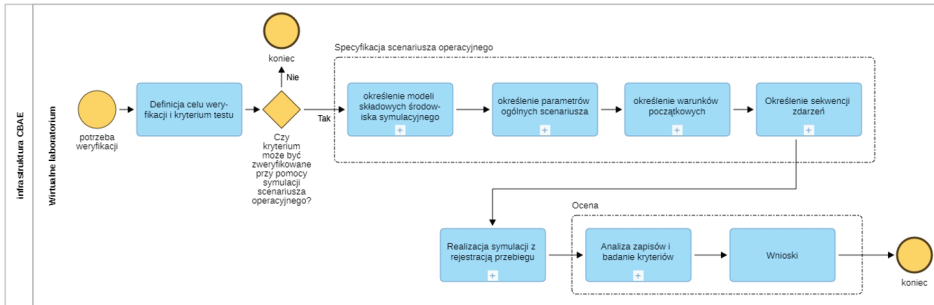 infrastruktura CBAE
Wirtualne laboratorium
potrzeba
weryfikacji
Definicja celu wery-
fikacji i kryterium testu
koniec
Nie
Tak
Czy
kryterium
może być
zweryfikowane
przy pomocy
symulacji
scenariusza
operacyjnego?
Specyfikacja scenariusza operacyjnego
określenie modeli
składowych środow-
iska symulacyjnego
określenie parametrów
ogólnych scenariusza
określenie warunków
początkowych
Określenie sekwencji
zdarzeń
Realizacja symulacji z
rejestracją przebiegu
Ocena
Analiza zapisów i
badanie kryteriów
Wnioski
koniec